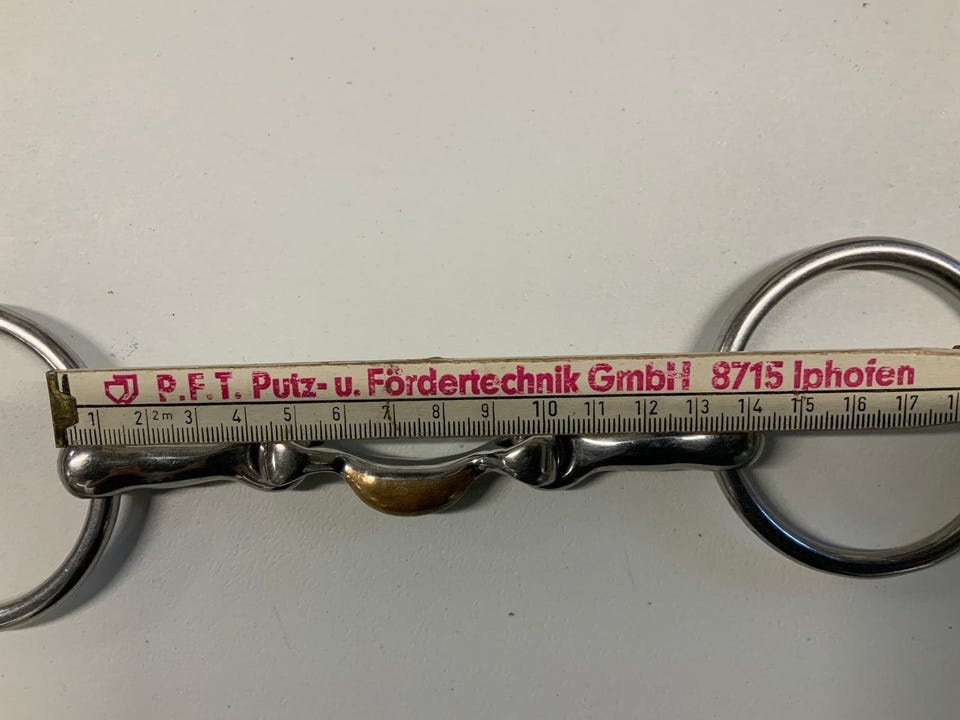 P.F.T. Putz- u. Fördertechnik GmbH 8715 Iphofen
1 2 2m 3 4 5 6 7 8 9 10 11 12 13 14 15 16 17 1